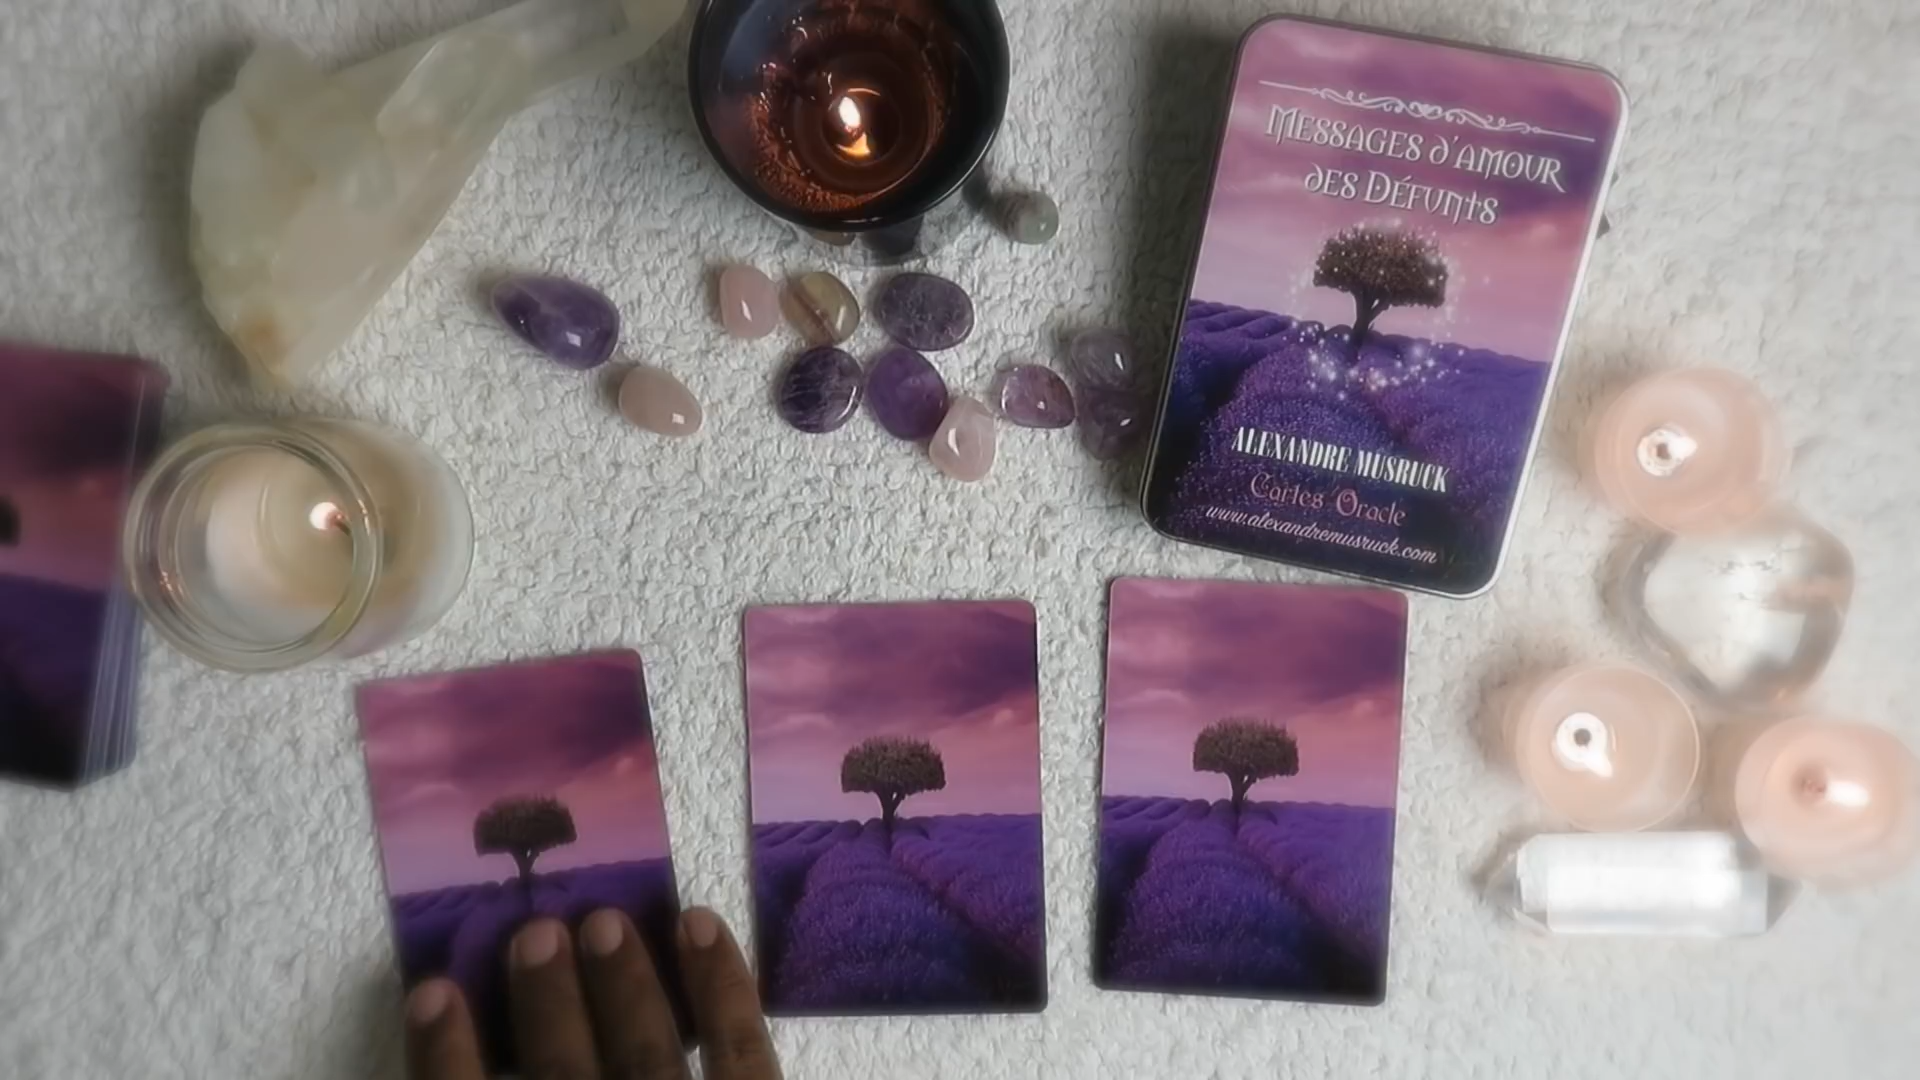 MESSAGES D'AMOUR
DES DÉFUNTS
ALEXANDRE MUSRUCK
Cartes Oracle
www.alexandremusruck.com